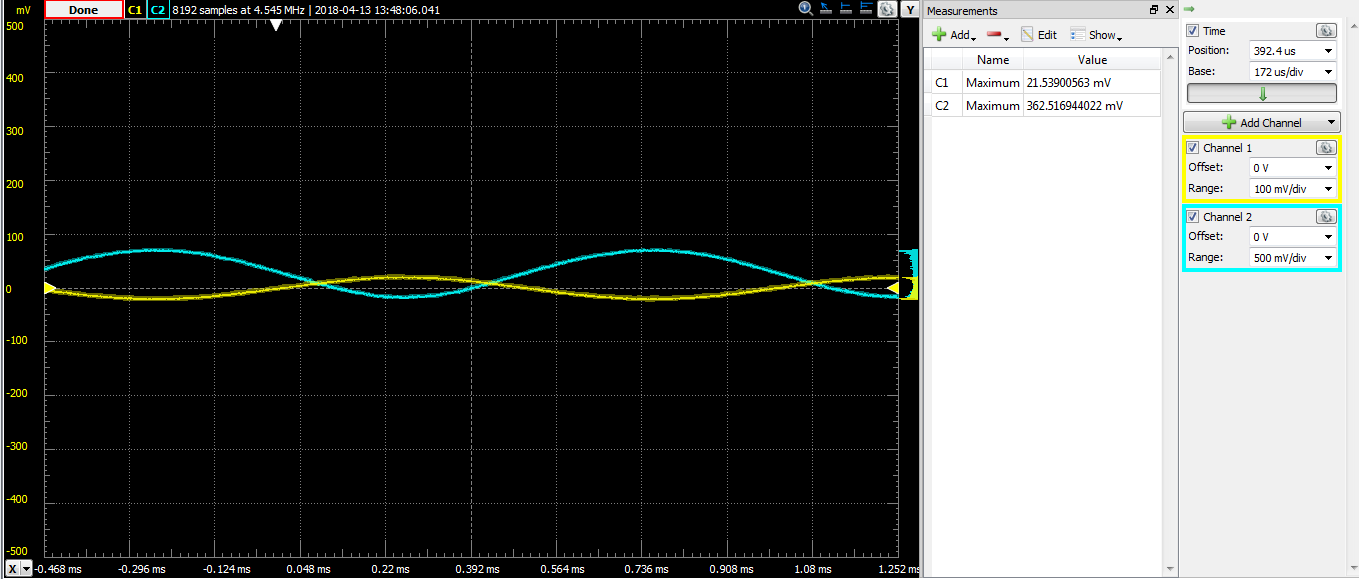 mV Done C1 C2 8192 samples at 4.545 MHz | 2018-04-13 13:48:06.041 Y
500
400
300
200
100
0
-100
-200
-300
-400
-500
X -0.468 ms -0.296 ms -0.124 ms 0.048 ms 0.22 ms 0.392 ms 0.564 ms 0.736 ms 0.908 ms 1.08 ms 1.252 ms
Measurements
Add Edit Show
Name Value
C1 Maximum 21.53900563 mV
C2 Maximum 362.516944022 mV
Time
Position: 392.4 us
Base: 172 us/div
Add Channel
Channel 1
Offset: 0 V
Range: 100 mV/div
Channel 2
Offset: 0 V
Range: 500 mV/div